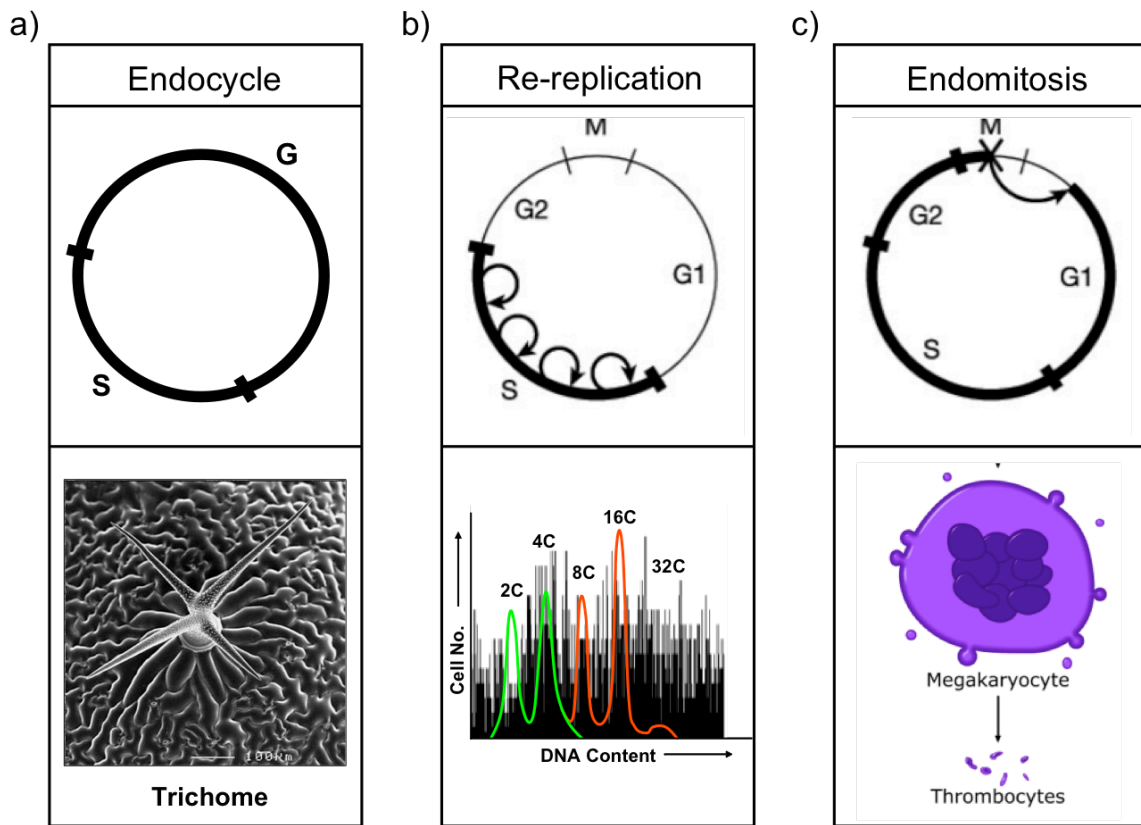 a)
Endocycle
G
S
Trichome
100µm
b)
Re-replication
M
G2
G1
S
2C
4C
8C
16C
32C
Cell No.
DNA Content
c)
Endomitosis
M
G2
G1
S
Megakaryocyte
Thrombocytes